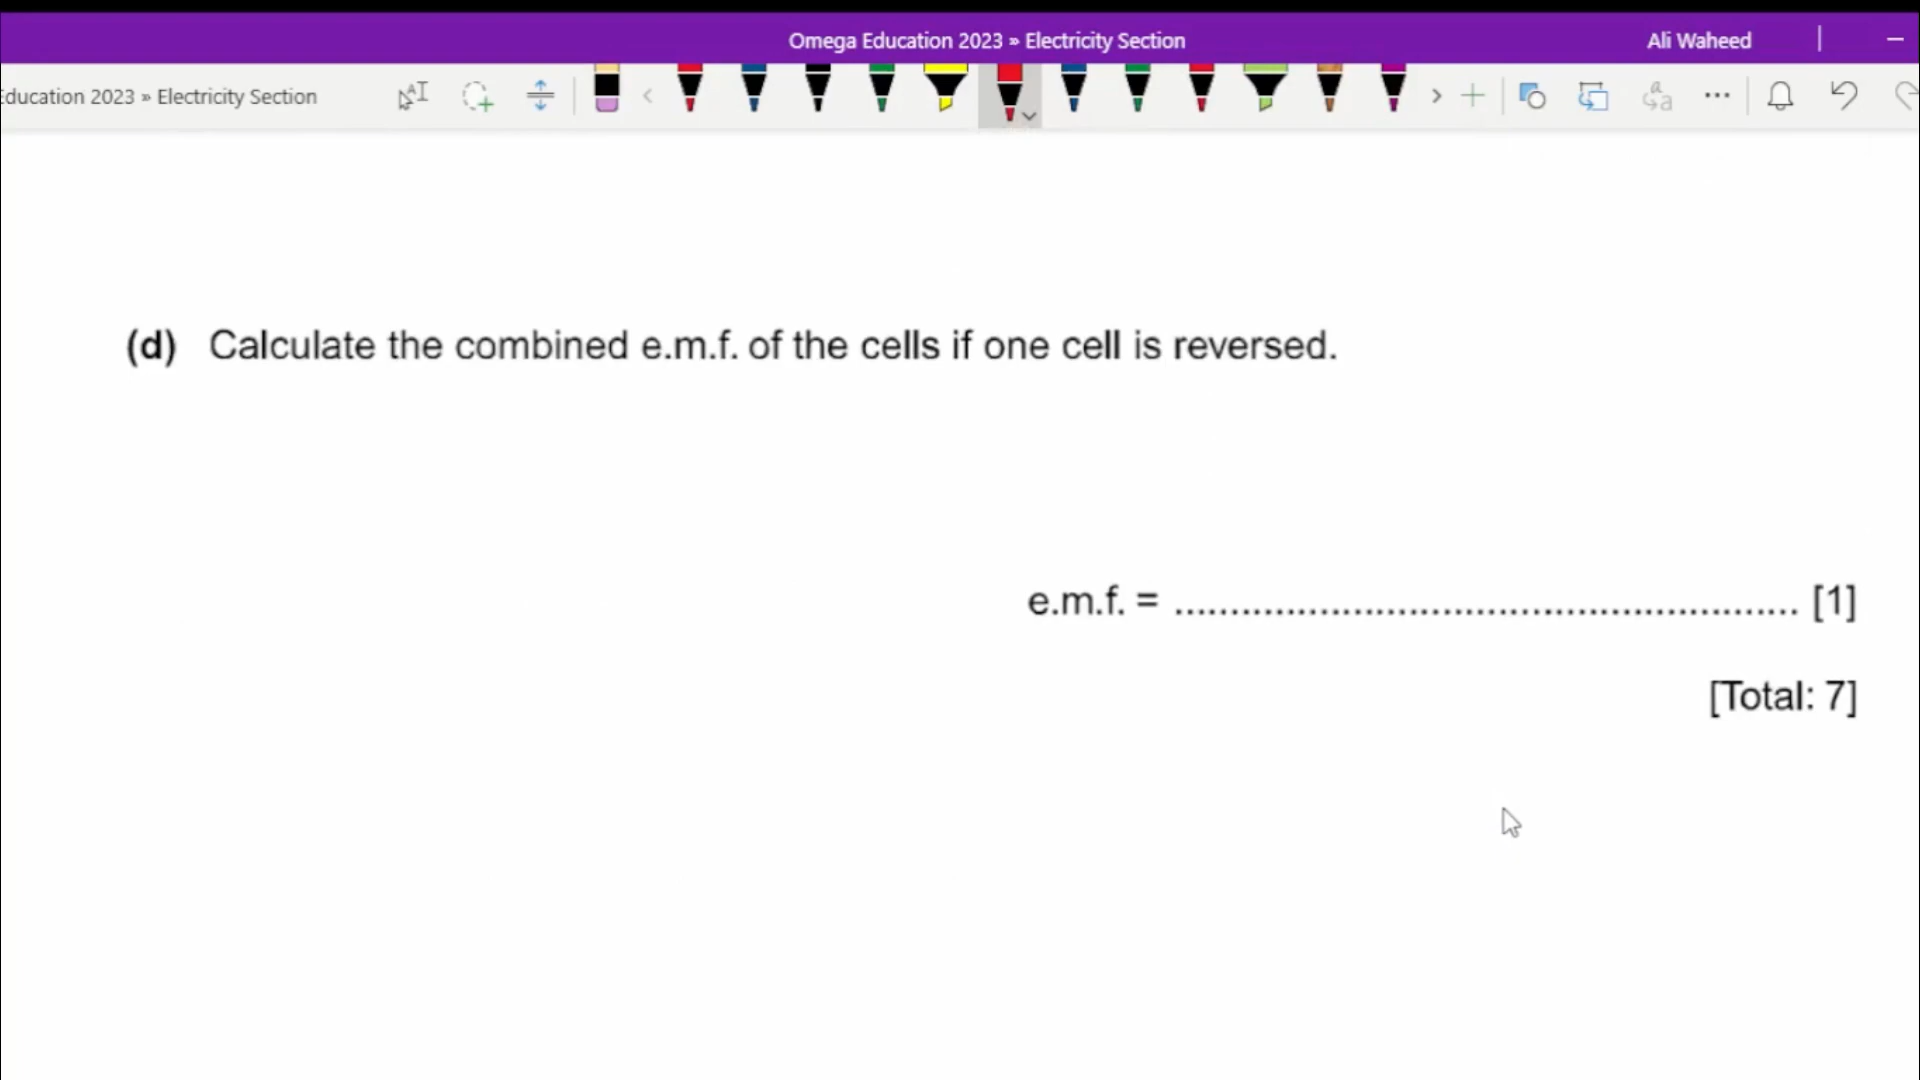 Omega Education 2023 » Electricity Section
Ali Waheed
Education 2023 » Electricity Section
(d) Calculate the combined e.m.f. of the cells if one cell is reversed.
e.m.f. = ........................................................ [1]
[Total: 7]